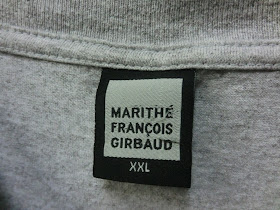 MARITHÉ
FRANÇOIS
GIRBAUD
XXL